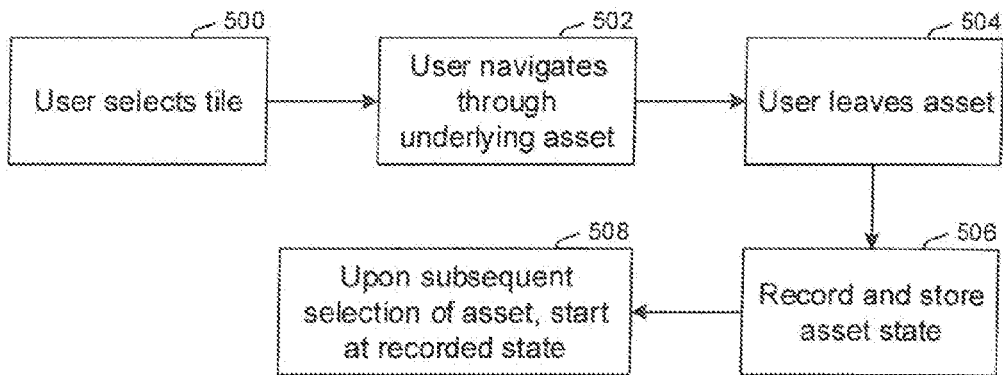 500
User selects tile
502
User navigates
through
underlying asset
504
User leaves asset
506
Record and store
asset state
508
Upon subsequent
selection of asset, start
at recorded state